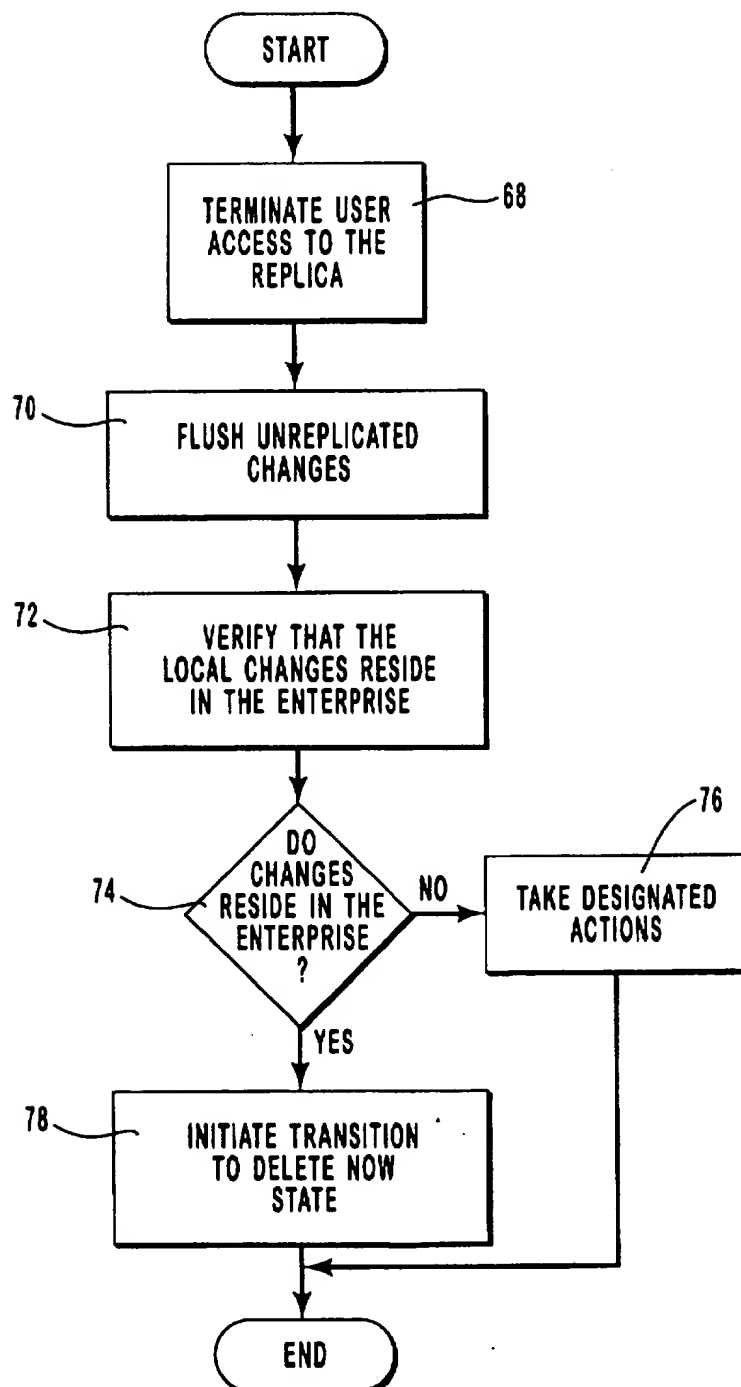 START
TERMINATE USER
ACCESS TO THE
REPLICA
68
70
FLUSH UNREPLICATED
CHANGES
72
VERIFY THAT THE
LOCAL CHANGES RESIDE
IN THE ENTERPRISE
74
DO
CHANGES
RESIDE IN THE
ENTERPRISE
?
NO
76
TAKE DESIGNATED
ACTIONS
YES
78
INITIATE TRANSITION
TO DELETE NOW
STATE
END